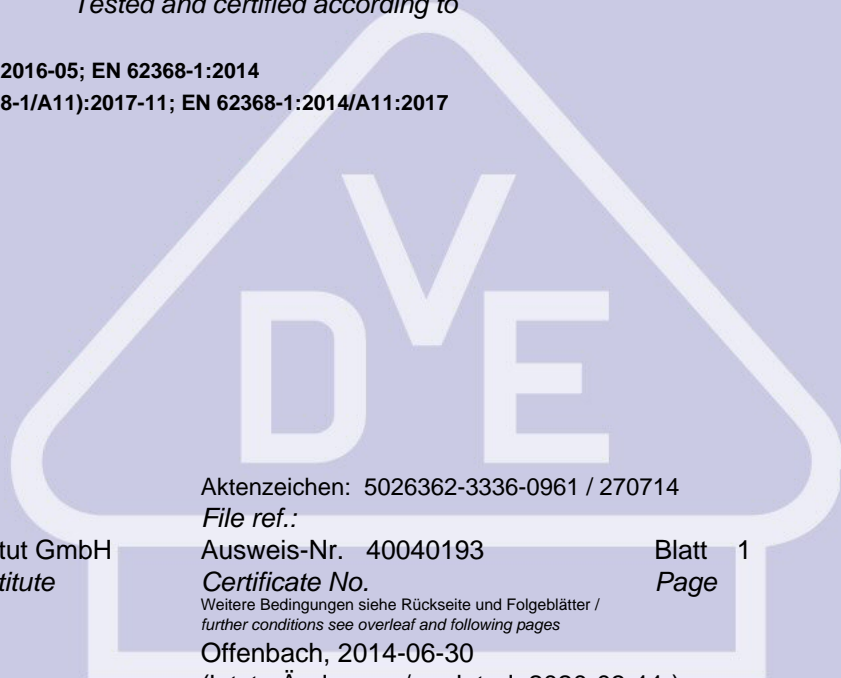 Tested and certified according to
2016-05; EN 62368-1:2014
8-1/A11):2017-11; EN 62368-1:2014/A11:2017
VDE
Aktenzeichen: 5026362-3336-0961 / 270714
File ref.:
tut GmbH Ausweis-Nr. 40040193 Blatt 1
titute Certificate No. Page
Weitere Bedingungen siehe Rückseite und Folgeblätter /
further conditions see overleaf and following pages
Offenbach, 2014-06-30